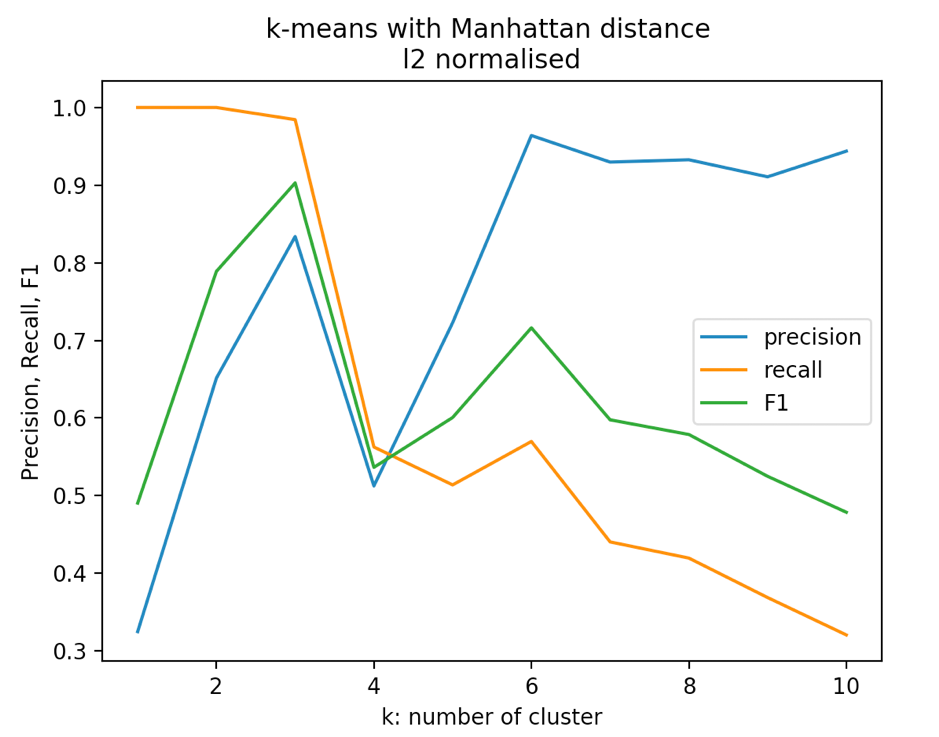 k-means with Manhattan distance
l2 normalised
Precision, Recall, F1
1.0
0.9
0.8
0.7
0.6
0.5
0.4
0.3
precision
recall
F1
2
4
6
8
10
k: number of cluster